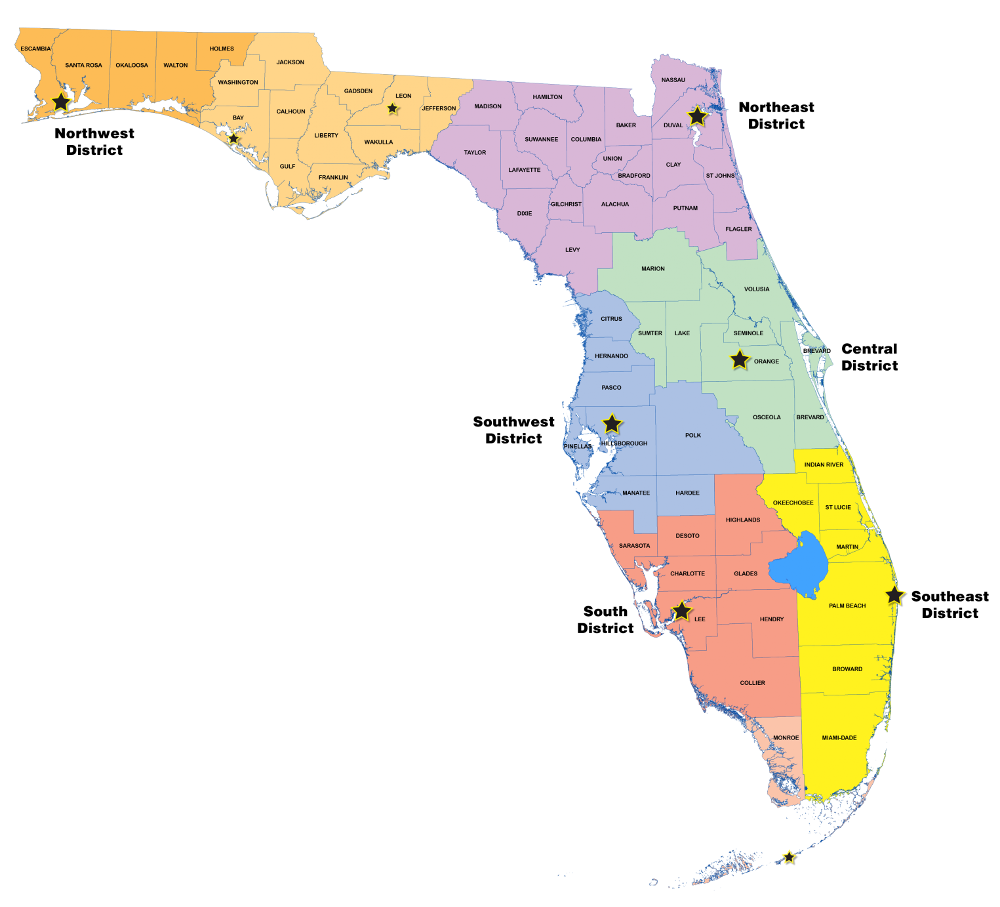 ESCAMBIA
SANTA ROSA
OKALOOSA
WALTON
HOLMES
JACKSON
WASHINGTON
BAY
CALHOUN
GULF
LIBERTY
GADSDEN
LEON
JEFFERSON
WAKULLA
FRANKLIN
Northwest
District
MADISON
HAMILTON
TAYLOR
SUWANNEE
COLUMBIA
BAKER
NASSAU
DUVAL
Northeast
District
LAFAYETTE
UNION
BRADFORD
CLAY
ST JOHNS
DIXIE
GILCHRIST
ALACHUA
PUTNAM
FLAGLER
LEVY
MARION
VOLUSIA
CITRUS
SUMTER
LAKE
SEMINOLE
ORANGE
BREVARD
Central
District
HERNANDO
PASCO
Southwest
District
PINELLAS
HILLSBOROUGH
POLK
OSCEOLA
BREVARD
INDIAN RIVER
MANATEE
HARDEE
OKEECHOBEE
ST LUCIE
HIGHLANDS
SARASOTA
DESOTO
MARTIN
CHARLOTTE
GLADES
South
District
LEE
HENDRY
PALM BEACH
Southeast
District
COLLIER
BROWARD
MONROE
MIAMI-DADE